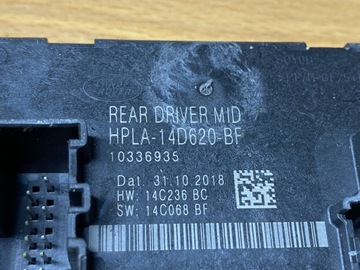 REAR DRIVER MID
HPLA-14D620-BF
10336935
Dat. 31.10.2018
HW: 14C236 BC
SW: 14C068 BF